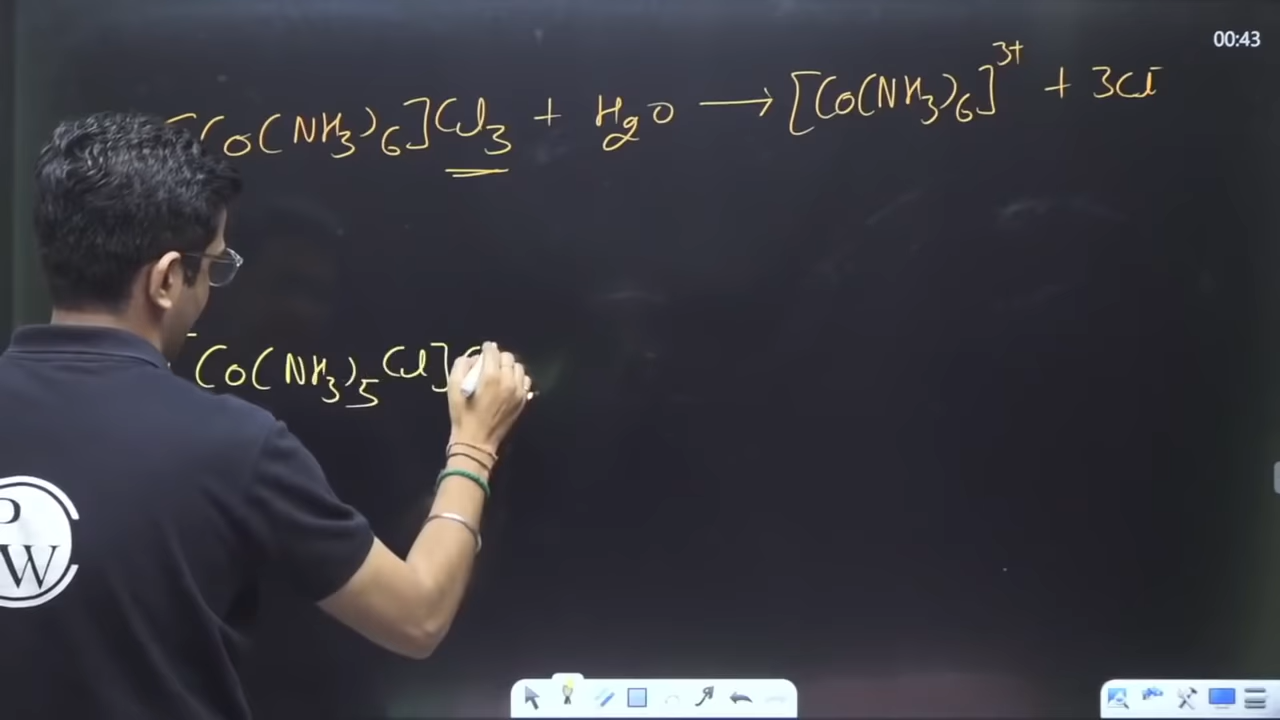 00:43
[Co(NH₃)₆]Cl₃ + H₂O ⟶ [Co(NH₃)₆]³⁺ + 3Cl⁻
[Co(NH₃)₅Cl]
P
W